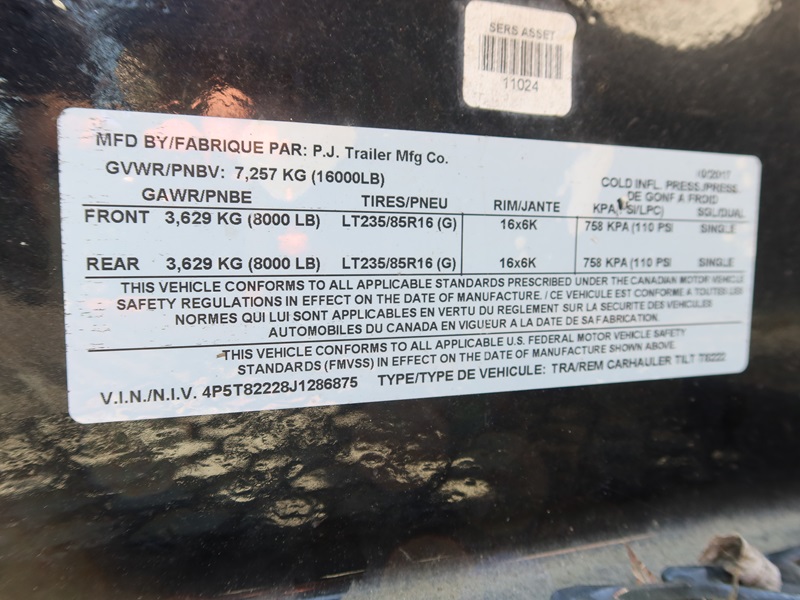 SERS ASSET
11024
MFD BY/FABRIQUE PAR: P.J. Trailer Mfg Co.
GVWR/PNBV: 7,257 KG (16000LB)
COLD INFL. PRESS./PRESS.
GAWR/PNBE TIRES/PNEU RIM/JANTE DE GONF A FROID
KPA(PSI/LPC) SGL/DUAL
FRONT 3,629 KG (8000 LB) LT235/85R16 (G) 16x6K 758 KPA (110 PSI SINGLE
REAR 3,629 KG (8000 LB) LT235/85R16 (G) 16x6K 758 KPA (110 PSI SINGLE
THIS VEHICLE CONFORMS TO ALL APPLICABLE STANDARDS PRESCRIBED UNDER THE CANADIAN MOTOR VEHICLE
SAFETY REGULATIONS IN EFFECT ON THE DATE OF MANUFACTURE. / CE VEHICULE EST CONFORME A TOUTES LES
NORMES QUI LUI SONT APPLICABLES EN VERTU DU REGLEMENT SUR LA SECURITE DES VEHICULES
AUTOMOBILES DU CANADA EN VIGUEUR A LA DATE DE SA FABRICATION.
THIS VEHICLE CONFORMS TO ALL APPLICABLE U.S. FEDERAL MOTOR VEHICLE SAFETY
STANDARDS (FMVSS) IN EFFECT ON THE DATE OF MANUFACTURE SHOWN ABOVE.
V.I.N./N.I.V. 4P5T82228J1286875 TYPE/TYPE DE VEHICULE: TRA/REM CARHAULER TILT T8222